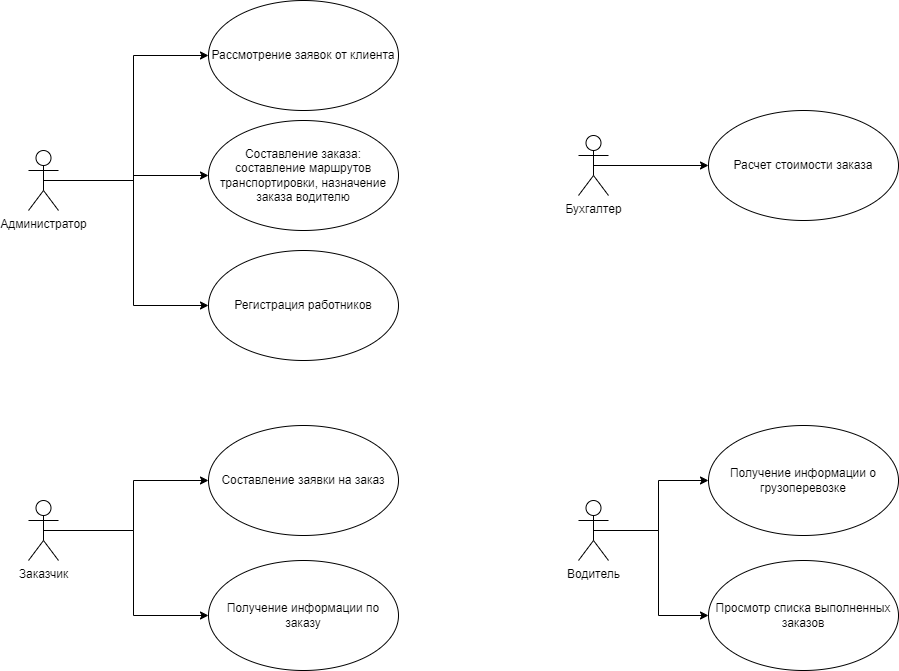 Рассмотрение заявок от клиента
Составление заказа:
составление маршрутов
транспортировки, назначение
заказа водителю
Администратор
Регистрация работников
Расчет стоимости заказа
Бухгалтер
Составление заявки на заказ
Заказчик
Получение информации по
заказу
Получение информации о
грузоперевозке
Водитель
Просмотр списка выполненных
заказов